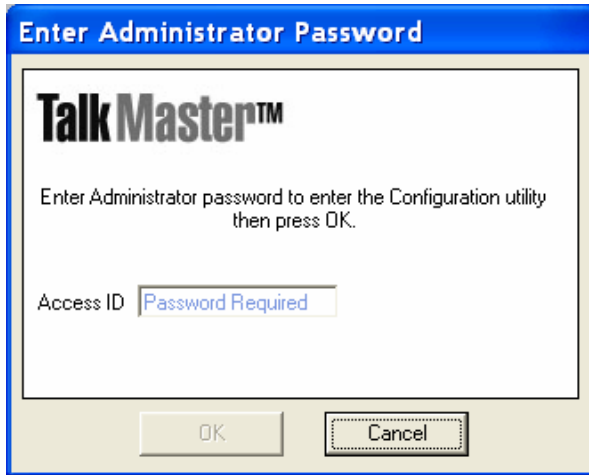 Enter Administrator Password
TalkMaster™
Enter Administrator password to enter the Configuration utility
then press OK.
Access ID Password Required
OK Cancel